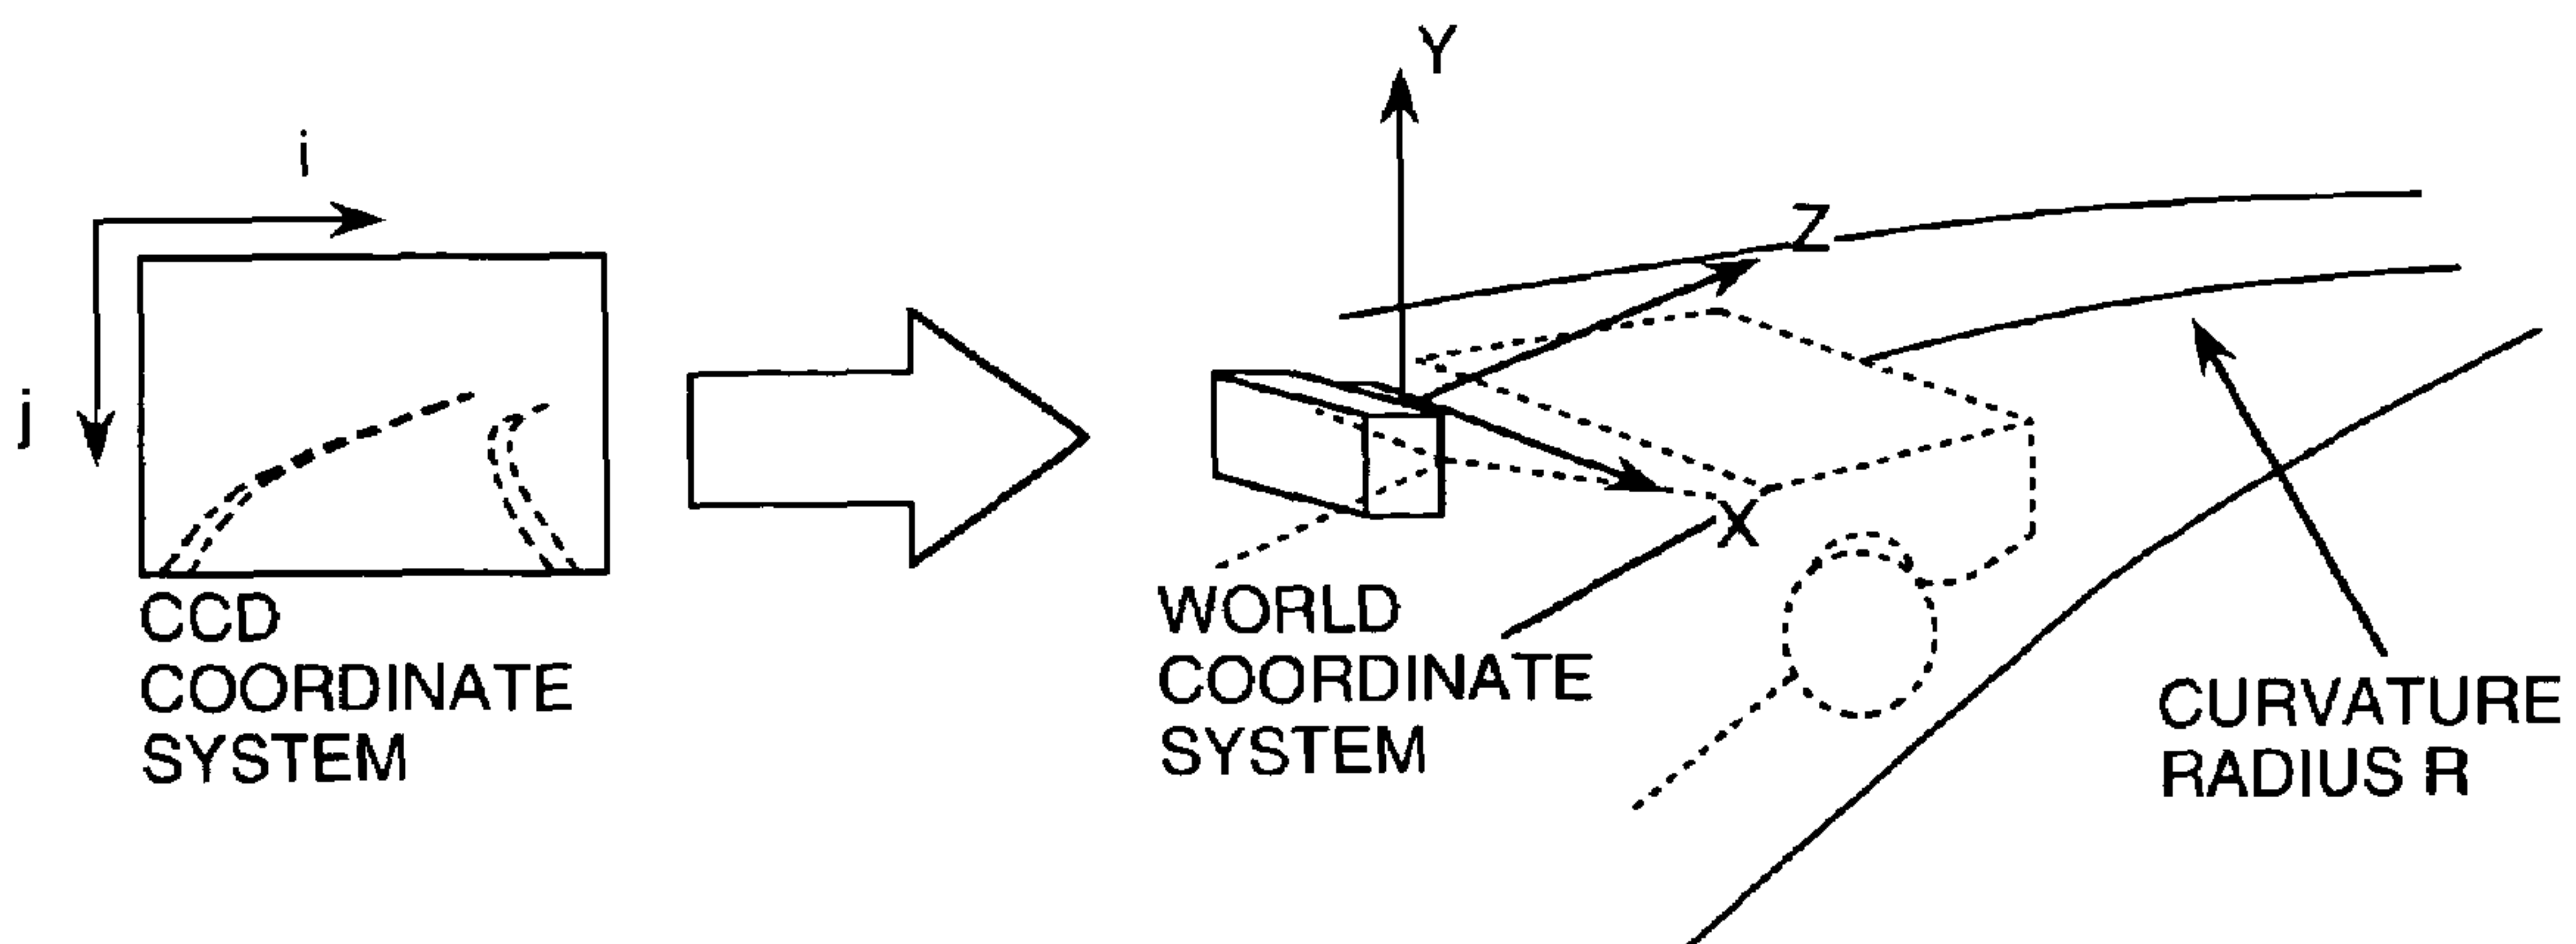 i
j
CCD
COORDINATE
SYSTEM
Y
Z
X
WORLD
COORDINATE
SYSTEM
CURVATURE
RADIUS R